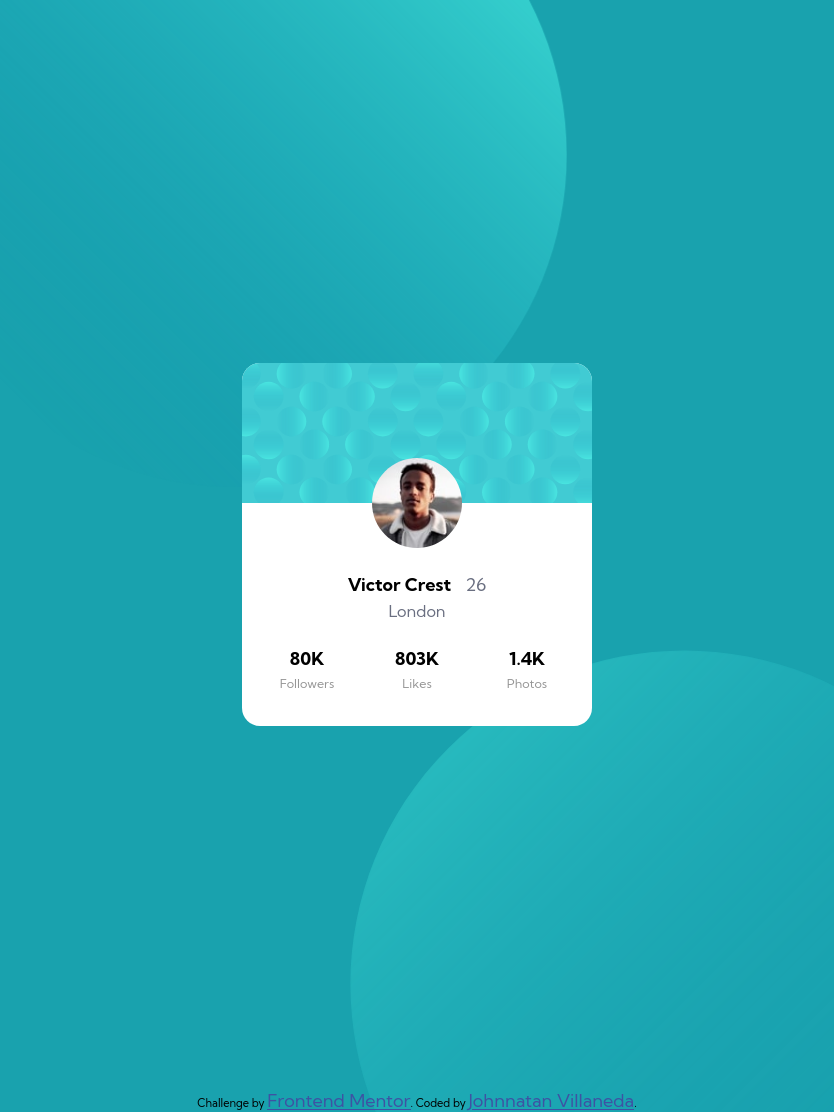 Victor Crest 26
London
80K 803K 1.4K
Followers Likes Photos
Challenge by Frontend Mentor. Coded by Johnnatan Villaneda.